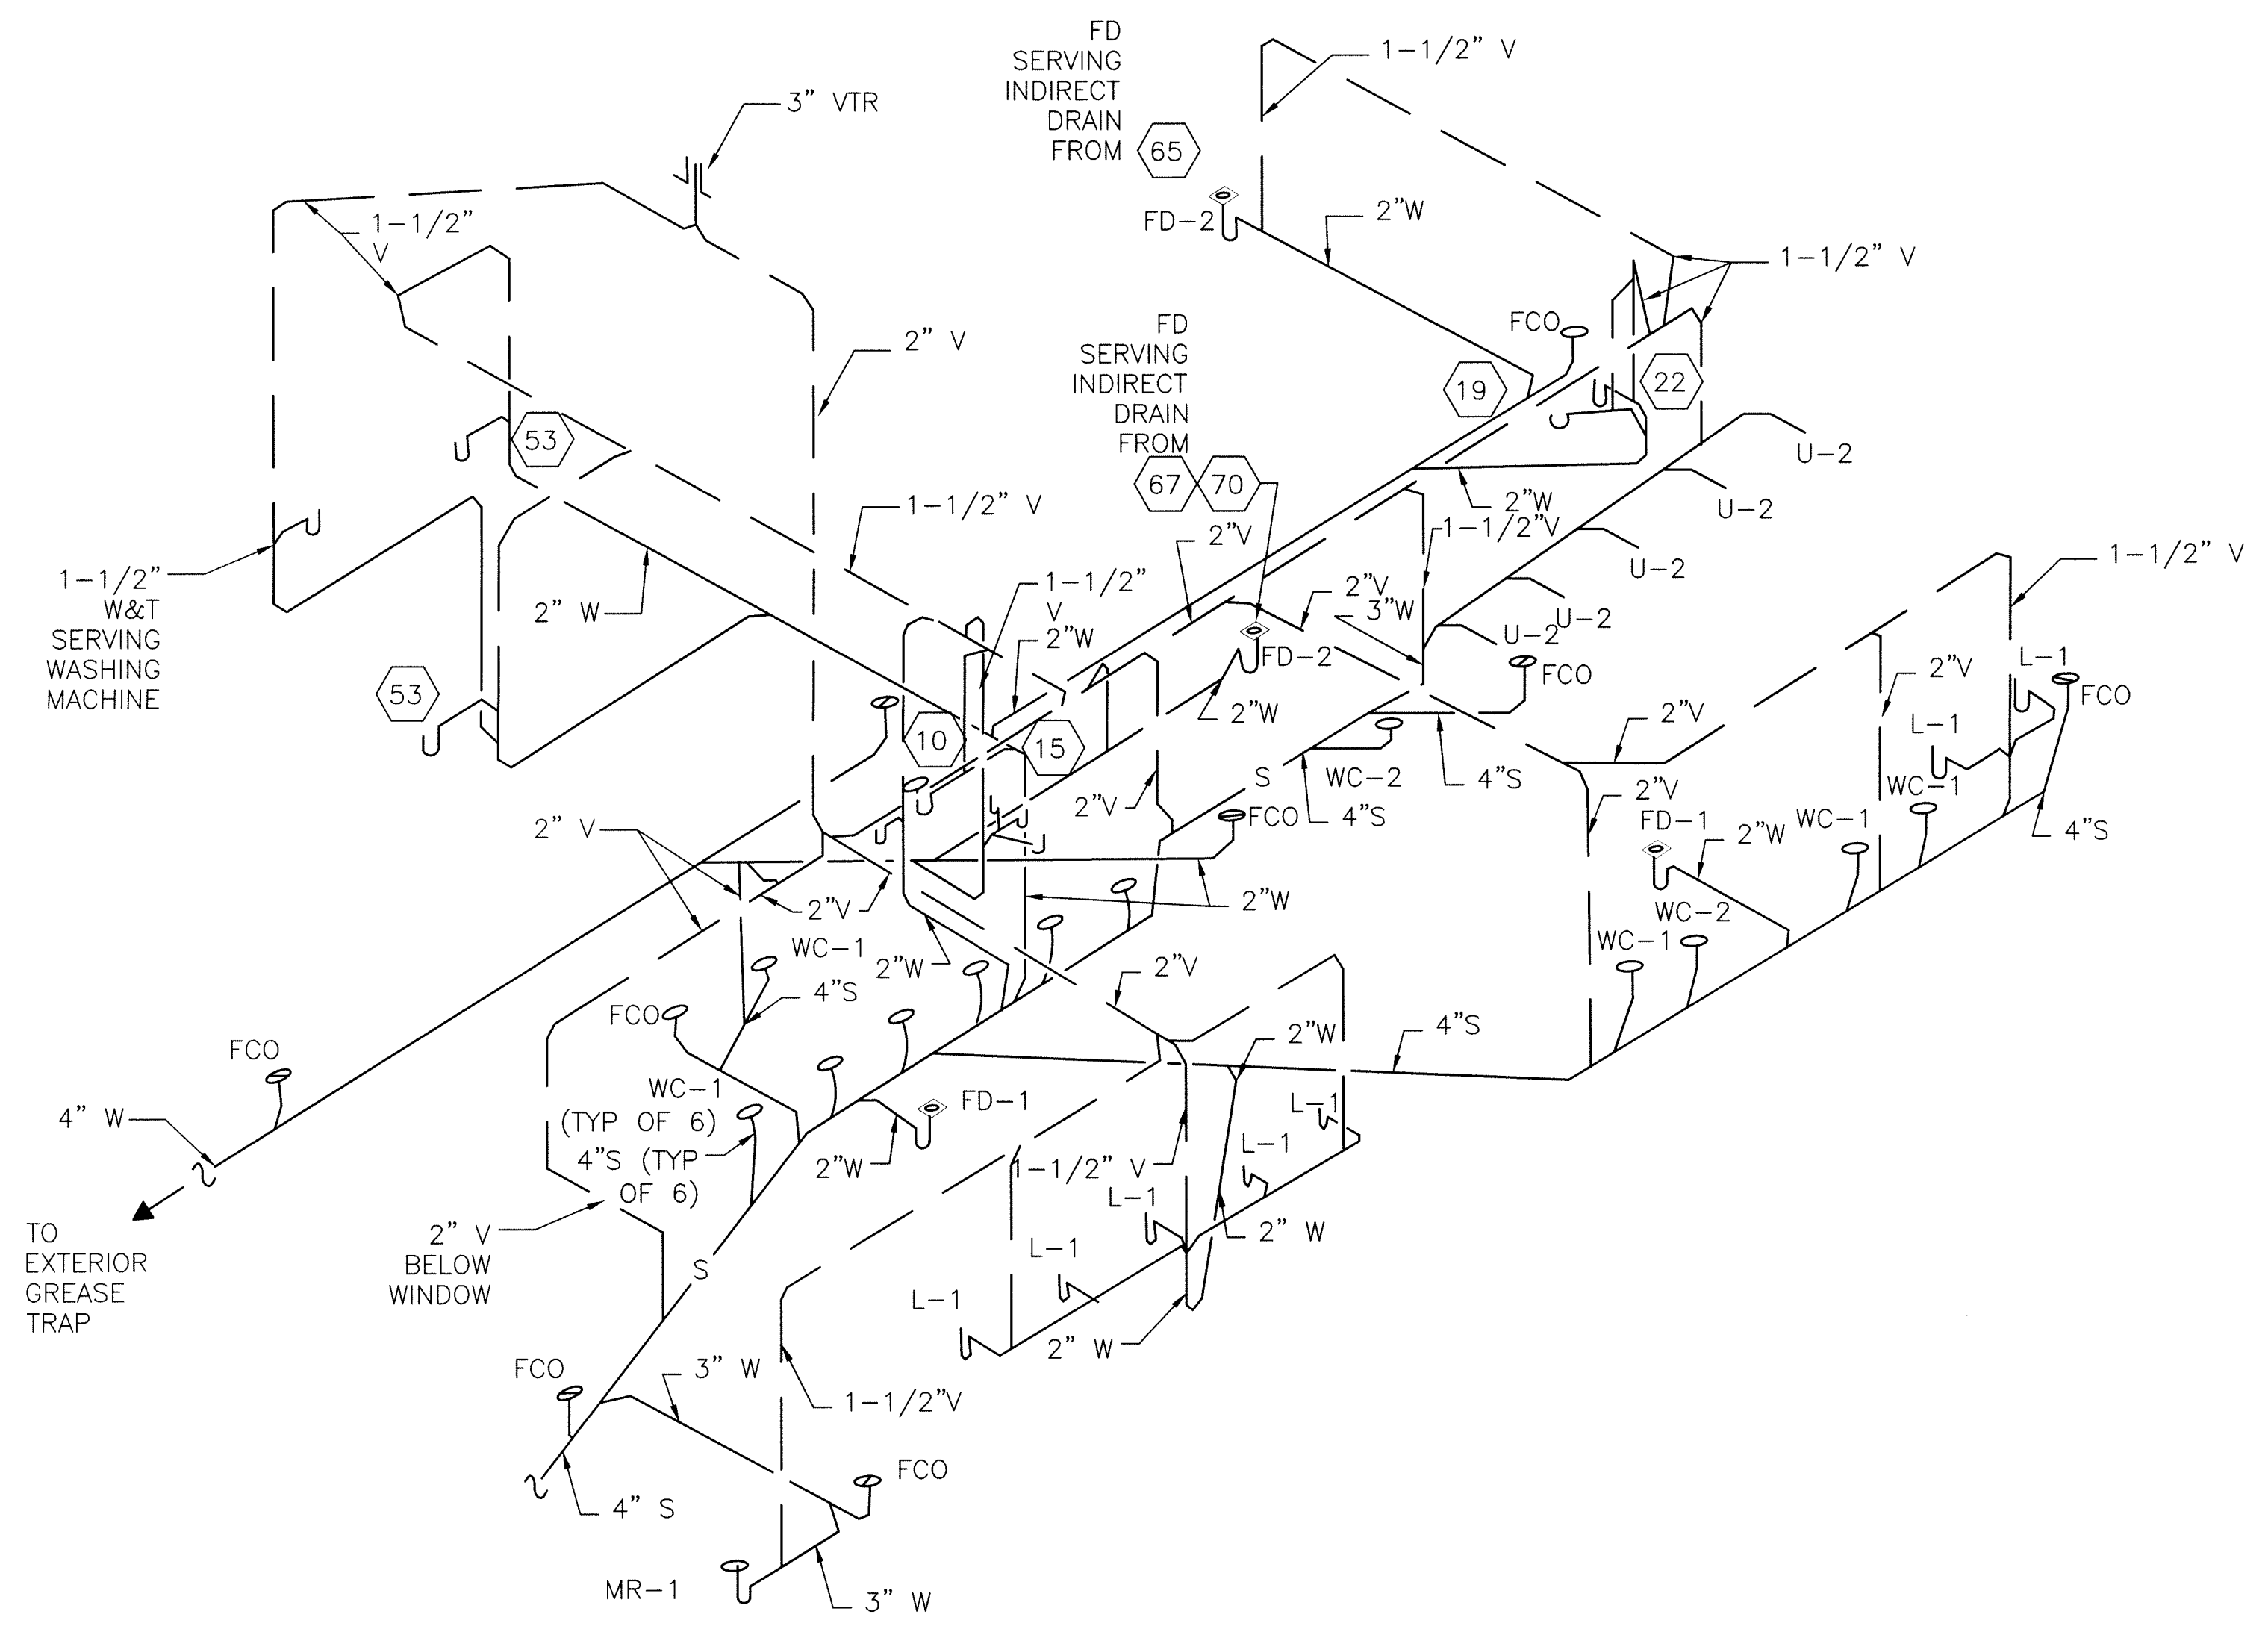 FD
SERVING
INDIRECT
DRAIN
FROM
65
1-1/2" V
3" VTR
FD-2
2"W
1-1/2"
V
1-1/2" V
2" V
FD
SERVING
INDIRECT
DRAIN
FROM
67
70
FCO
19
22
U-2
U-2
U-2
U-2
U-2
53
1-1/2" V
2"V
2"W
1-1/2"V
1-1/2"
W&T
SERVING
WASHING
MACHINE
2" W
1-1/2"
V
2"W
2"V
3"W
FD-2
FCO
1-1/2" V
L-1
FCO
53
10
15
2"W
2"V
2"V
L-1
S
WC-2
4"S
2"V
2"V
WC-1
4"S
FCO
FD-1
2"W
WC-1
4"S
2" V
2"V
2"W
WC-2
WC-1
WC-1
2"W
2"V
4"S
FCO
FCO
2"W
4"S
4" W
WC-1
(TYP OF 6)
FD-1
L-1
4"S (TYP
OF 6)
2"W
1-1/2" V
L-1
L-1
TO
EXTERIOR
GREASE
TRAP
2" V
BELOW
WINDOW
S
L-1
2" W
L-1
2" W
FCO
3" W
1-1/2"V
FCO
4" S
MR-1
3" W